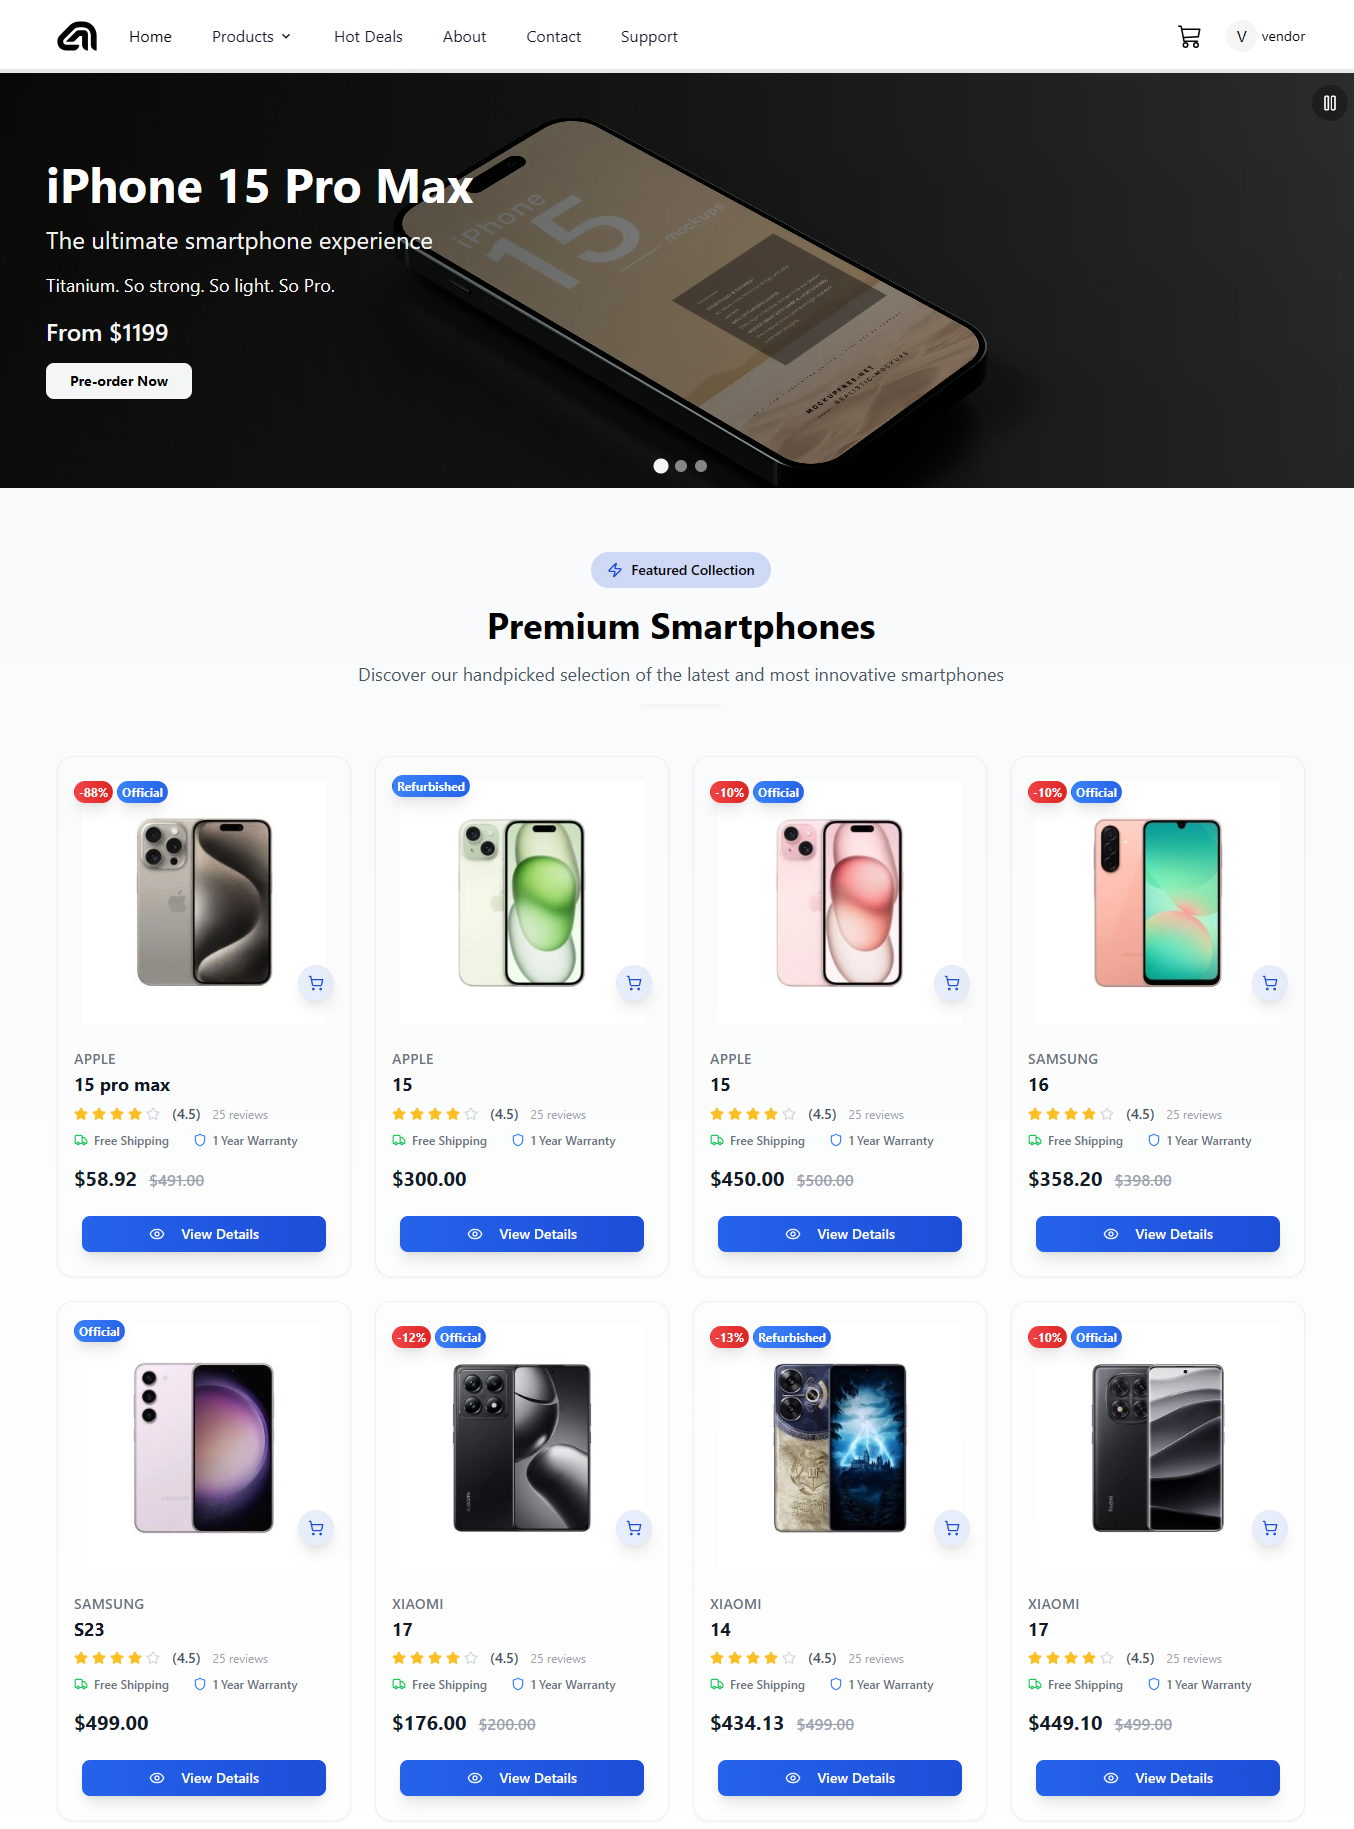 Home Products Hot Deals About Contact Support V vendor
iPhone 15 Pro Max
The ultimate smartphone experience
Titanium. So strong. So light. So Pro.
From $1199
Pre-order Now
iPhone
15
mockups
MOCKUPFREE.NET
REALISTIC-MOCKUPS
Featured Collection
Premium Smartphones
Discover our handpicked selection of the latest and most innovative smartphones
-88% Official
APPLE
15 pro max
(4.5) 25 reviews
Free Shipping 1 Year Warranty
$58.92 $491.00
View Details
Refurbished
APPLE
15
(4.5) 25 reviews
Free Shipping 1 Year Warranty
$300.00
View Details
-10% Official
APPLE
15
(4.5) 25 reviews
Free Shipping 1 Year Warranty
$450.00 $500.00
View Details
-10% Official
SAMSUNG
16
(4.5) 25 reviews
Free Shipping 1 Year Warranty
$358.20 $398.00
View Details
Official
SAMSUNG
S23
(4.5) 25 reviews
Free Shipping 1 Year Warranty
$499.00
View Details
-12% Official
XIAOMI
17
(4.5) 25 reviews
Free Shipping 1 Year Warranty
$176.00 $200.00
View Details
-13% Refurbished
XIAOMI
14
(4.5) 25 reviews
Free Shipping 1 Year Warranty
$434.13 $499.00
View Details
-10% Official
XIAOMI
17
(4.5) 25 reviews
Free Shipping 1 Year Warranty
$449.10 $499.00
View Details